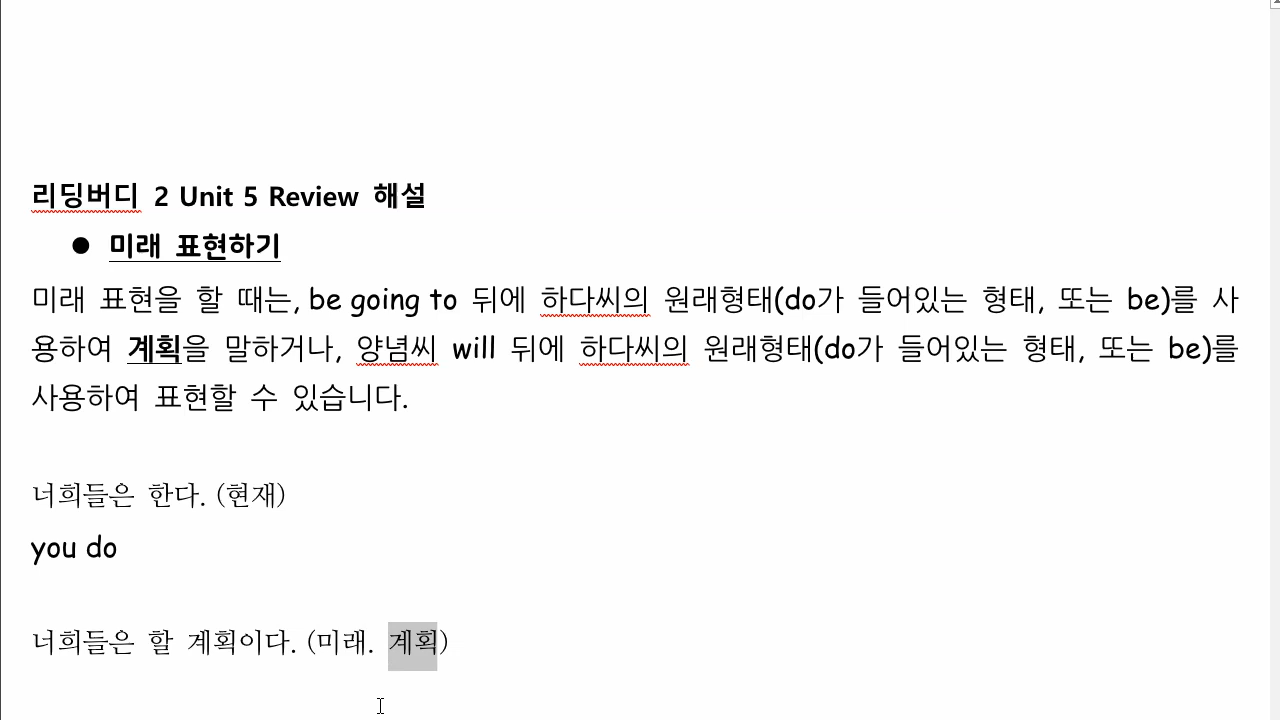 리딩버디 2 Unit 5 Review 해설
● 미래 표현하기
미래 표현을 할 때는, be going to 뒤에 하다씨의 원래형태(do가 들어있는 형태, 또는 be)를 사
용하여 계획을 말하거나, 양념씨 will 뒤에 하다씨의 원래형태(do가 들어있는 형태, 또는 be)를
사용하여 표현할 수 있습니다.
너희들은 한다. (현재)
you do
너희들은 할 계획이다. (미래. 계획)